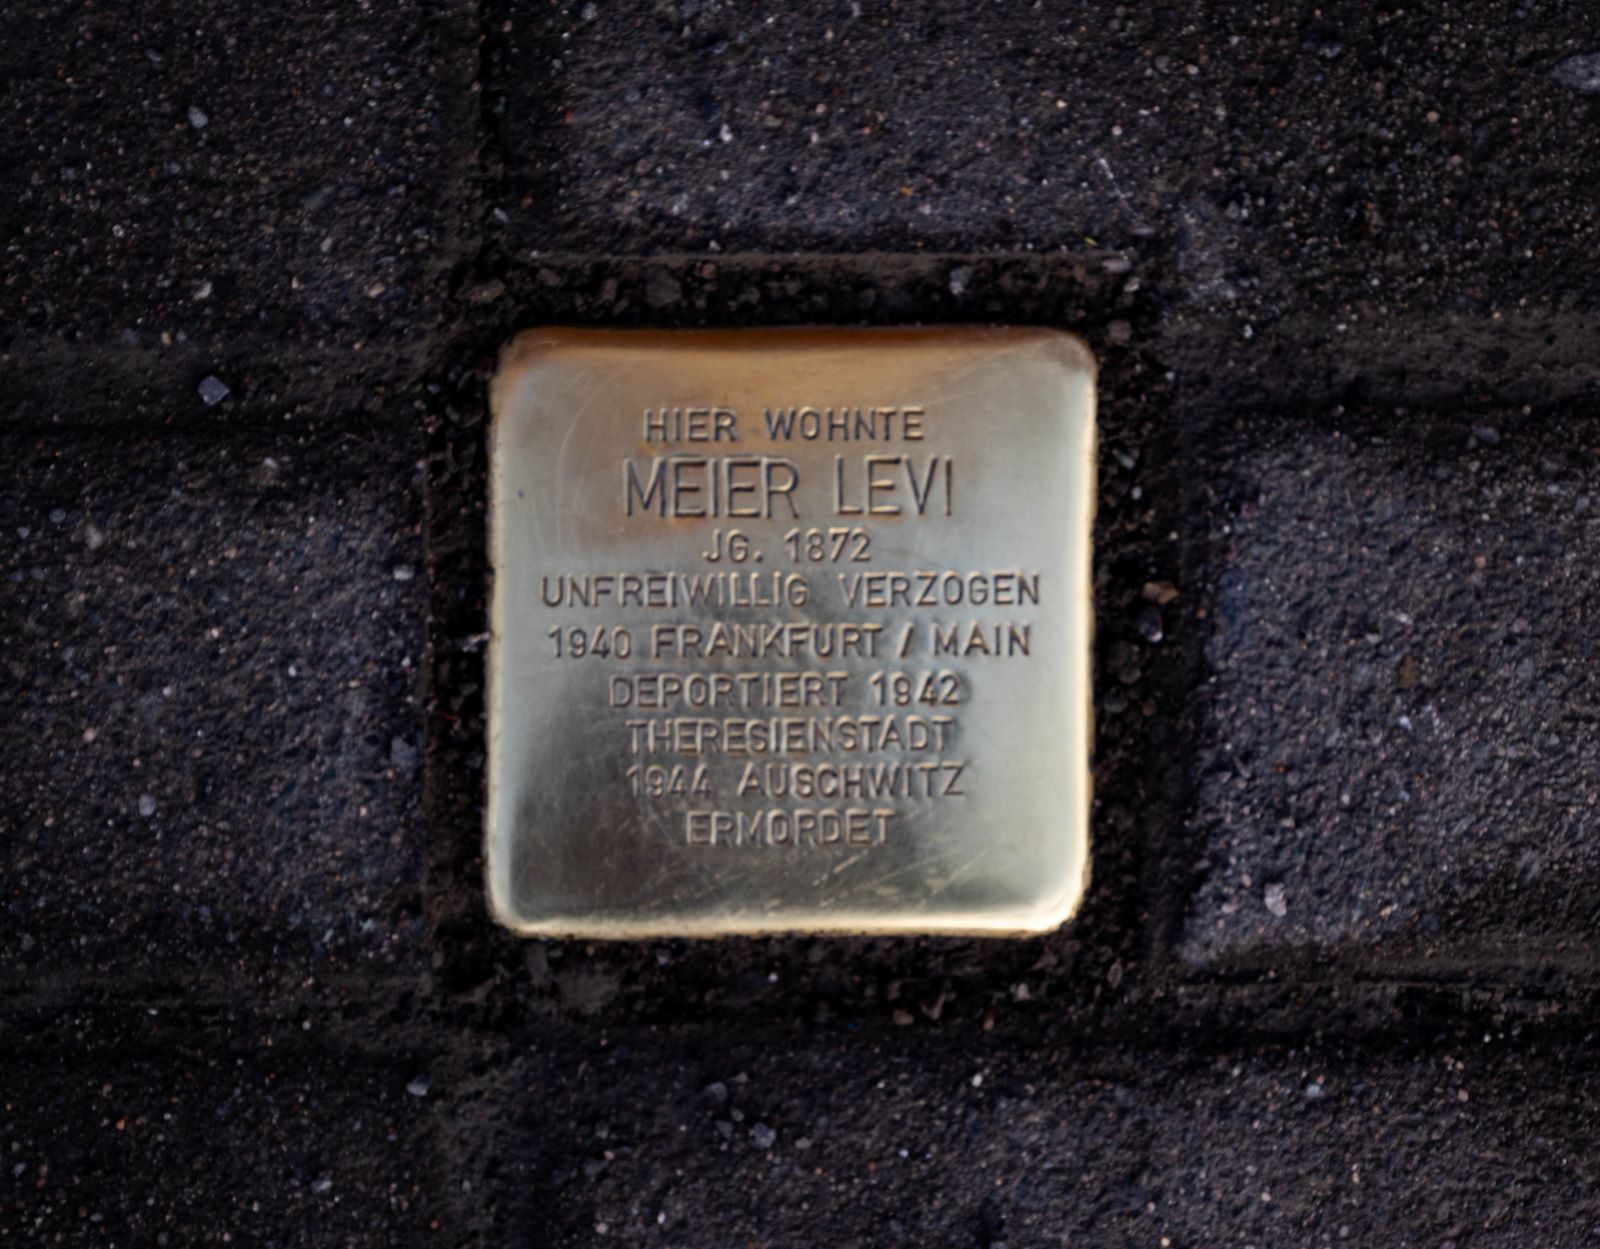 HIER WOHNTE
MEIER LEVI
JG. 1872
UNFREIWILLIG VERZOGEN
1940 FRANKFURT / MAIN
DEPORTIERT 1942
THERESIENSTADT
1944 AUSCHWITZ
ERMORDET